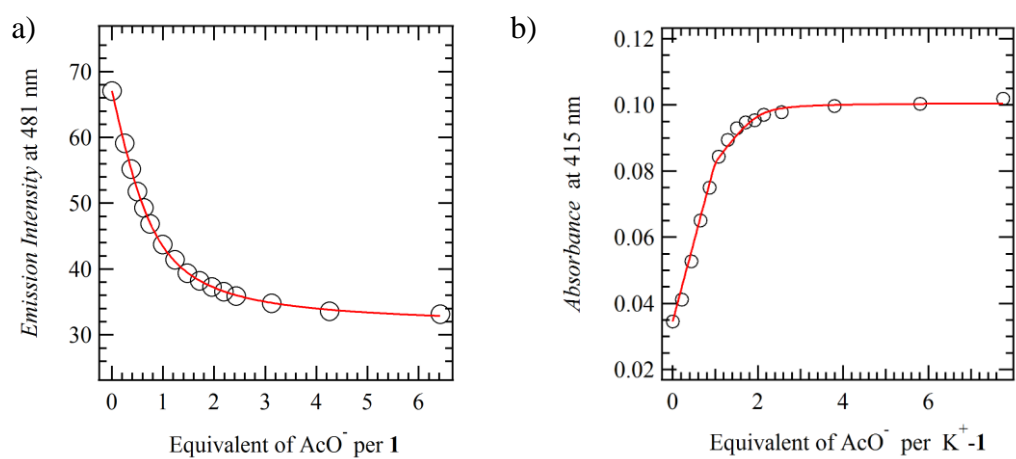 a)
Emission Intensity at 481 nm
70
60
50
40
30
0 1 2 3 4 5 6
Equivalent of AcO⁻ per 1
b)
Absorbance at 415 nm
0.12
0.10
0.08
0.06
0.04
0.02
0 2 4 6
Equivalent of AcO⁻ per K⁺-1